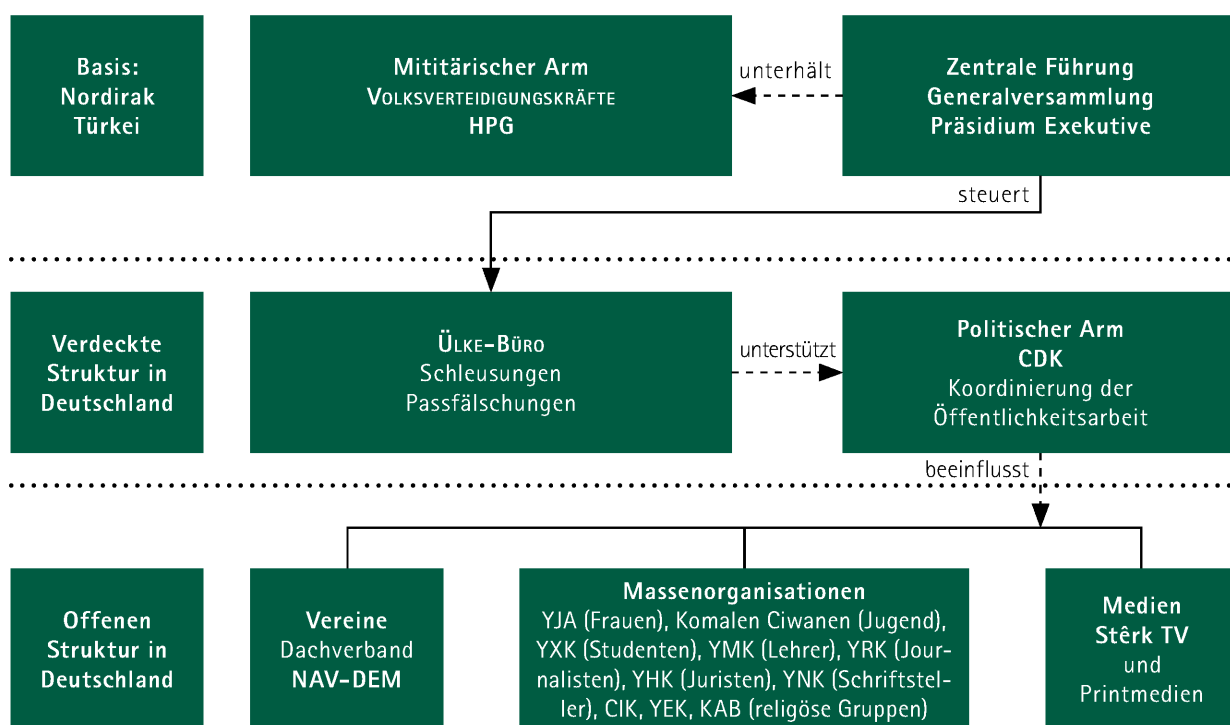 Basis:
Nordirak
Türkei
Mititärischer Arm
VOLKSVERTEIDIGUNGSKRÄFTE
HPG
unterhält
Zentrale Führung
Generalversammlung
Präsidium Exekutive
steuert
Verdeckte
Struktur in
Deutschland
ÜLKE-BÜRO
Schleusungen
Passfälschungen
unterstützt
Politischer Arm
CDK
Koordinierung der
Öffentlichkeitsarbeit
beeinflusst
Offenen
Struktur in
Deutschland
Vereine
Dachverband
NAV-DEM
Massenorganisationen
YJA (Frauen), Komalen Ciwanen (Jugend),
YXK (Studenten), YMK (Lehrer), YRK (Jour-
nalisten), YHK (Juristen), YNK (Schriftstel-
ler), CIK, YEK, KAB (religöse Gruppen)
Medien
Stêrk TV
und
Printmedien